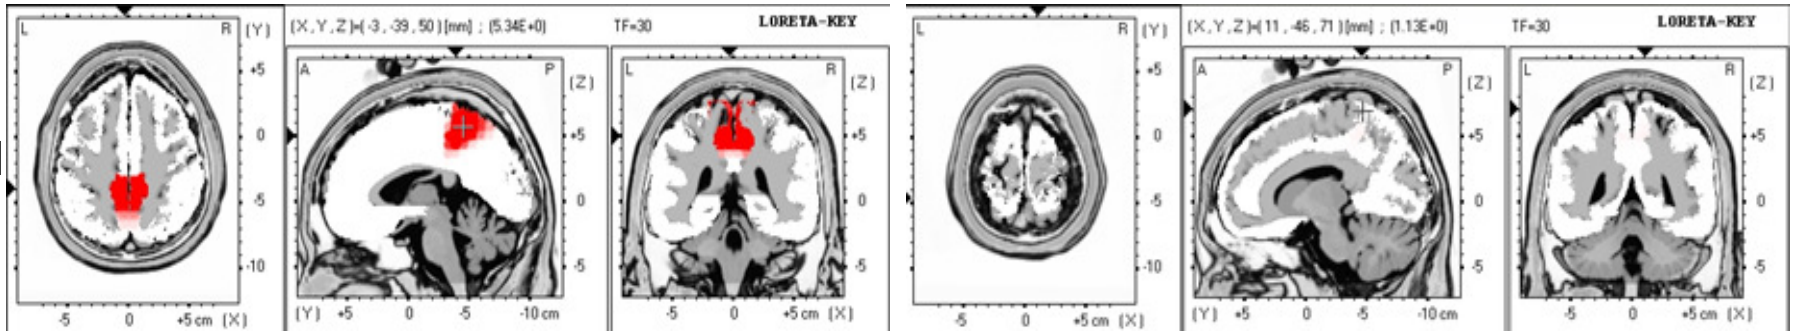 (X,Y,Z)=( -3, -39, 50 ) [mm] ; (5.34E+0) TF=30 LORETA-KEY
L R (Y)
+5
0
-5
-10
-5 0 +5 cm (X)
A P (Z)
+5
0
-5
(Y) +5 0 -5 -10 cm
L R (Z)
+5
0
-5
-5 0 +5 cm (X)
(X,Y,Z)=( 11, -46, 71 ) [mm] ; (1.13E+0) TF=30 LORETA-KEY
L R (Y)
+5
0
-5
-10
-5 0 +5 cm (X)
A P (Z)
+5
0
-5
(Y) +5 0 -5 -10 cm
L R (Z)
+5
0
-5
-5 0 +5 cm (X)